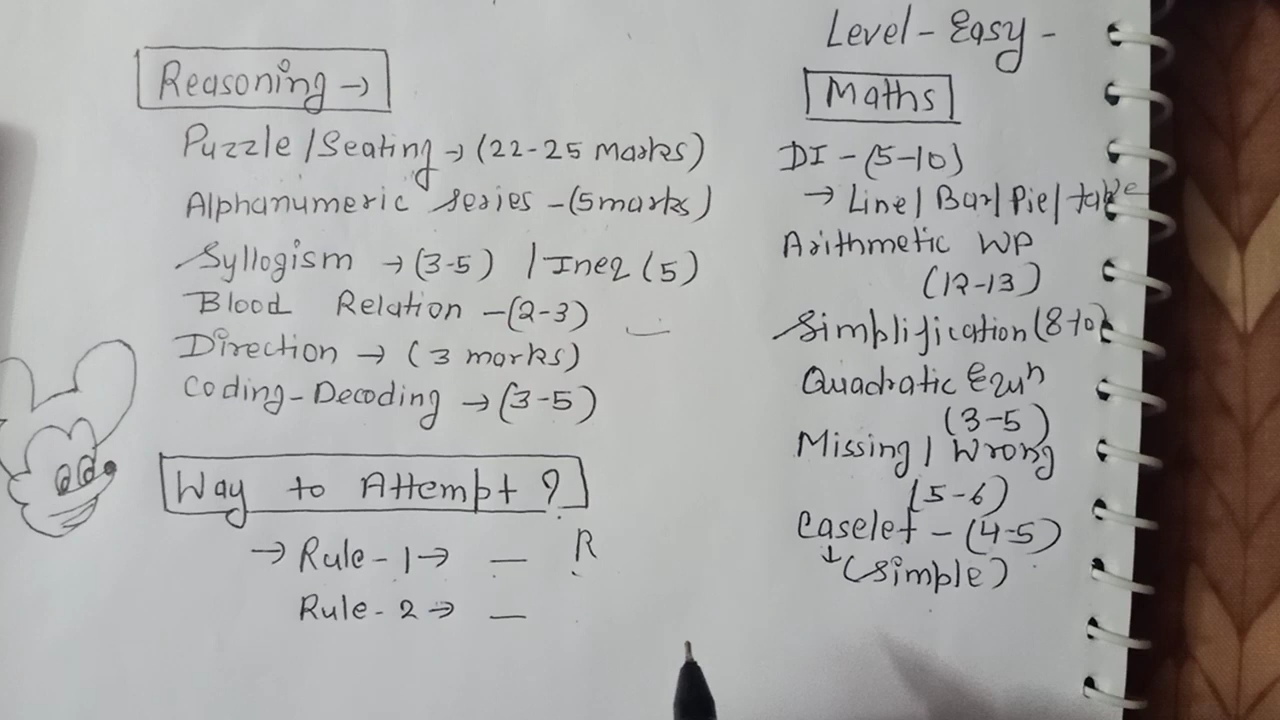 Level - Easy -
Reasoning →
Puzzle / Seating → (22-25 marks)
Alphanumeric series - (5 marks)
Syllogism → (3-5) / Ineq (5)
Blood Relation - (2-3)
Direction → (3 marks)
Coding-Decoding → (3-5)
Way to Attempt ?
→ Rule - 1 → — R
Rule - 2 → —
Maths
DI - (5-10)
→ Line / Bar / Pie /
Arithmetic WP
(12-13)
Simplification (8
Quadratic Equn
(3-5)
Missing / Wrong
(5-6)
Caselet - (4-5)
↓ (simple)